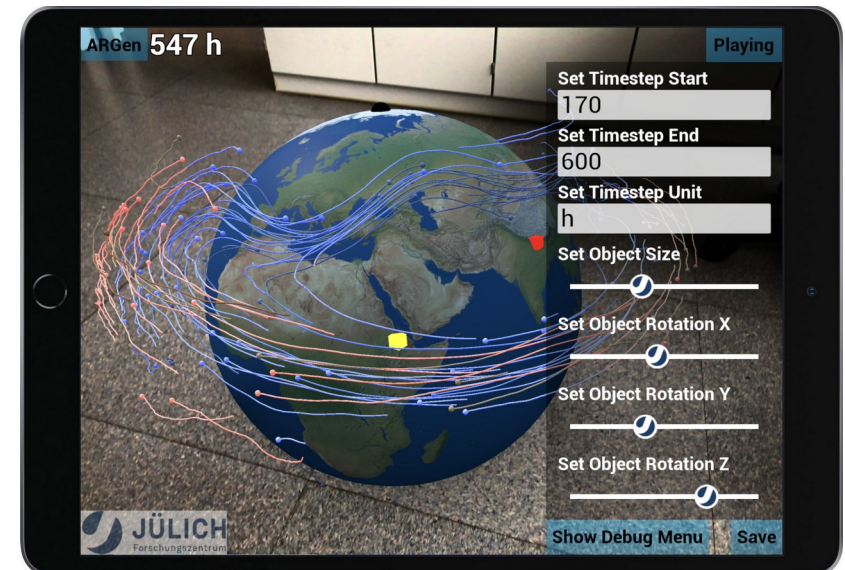 ARGen 547 h
Playing
Set Timestep Start
170
Set Timestep End
600
Set Timestep Unit
h
Set Object Size
Set Object Rotation X
Set Object Rotation Y
Set Object Rotation Z
Show Debug Menu
Save
JÜLICH
Forschungszentrum